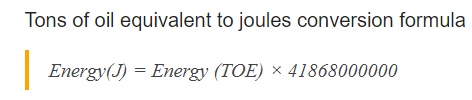 Tons of oil equivalent to joules conversion formula
Energy(J) = Energy (TOE) × 41868000000